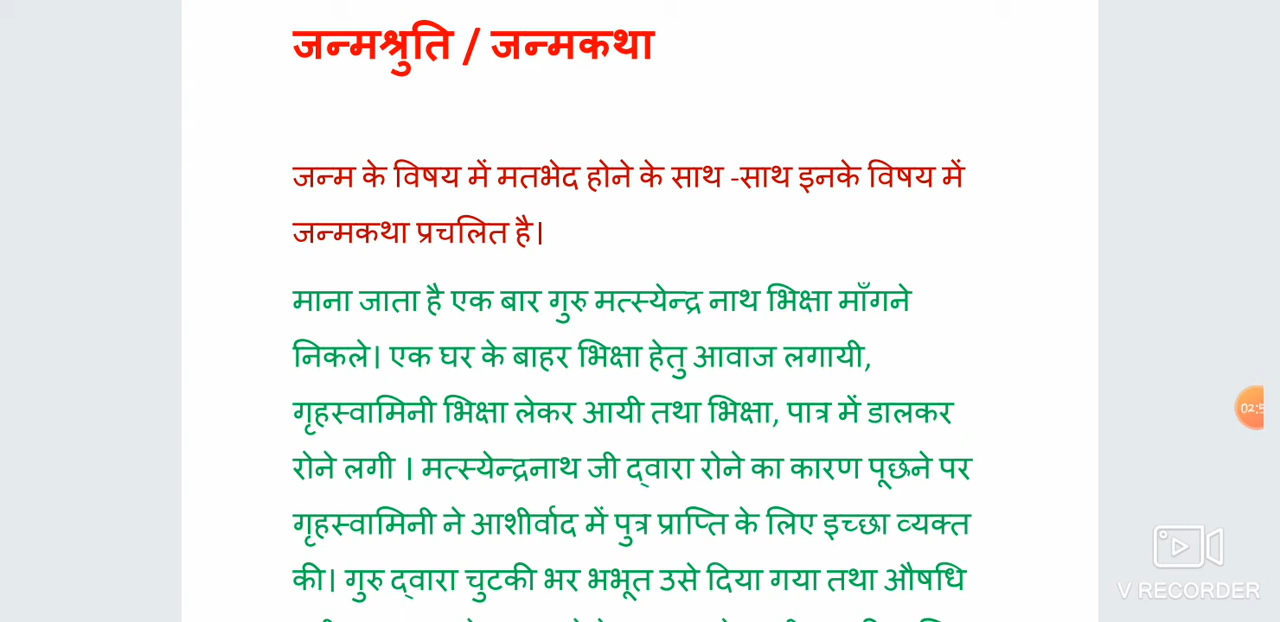 जन्मश्रुति / जन्मकथा
जन्म के विषय में मतभेद होने के साथ -साथ इनके विषय में
जन्मकथा प्रचलित है।
माना जाता है एक बार गुरु मत्स्येन्द्र नाथ भिक्षा माँगने
निकले। एक घर के बाहर भिक्षा हेतु आवाज लगायी,
गृहस्वामिनी भिक्षा लेकर आयी तथा भिक्षा, पात्र में डालकर
रोने लगी । मत्स्येन्द्रनाथ जी द्वारा रोने का कारण पूछने पर
गृहस्वामिनी ने आशीर्वाद में पुत्र प्राप्ति के लिए इच्छा व्यक्त
की। गुरु द्वारा चुटकी भर भभूत उसे दिया गया तथा औषधि
V RECORDER